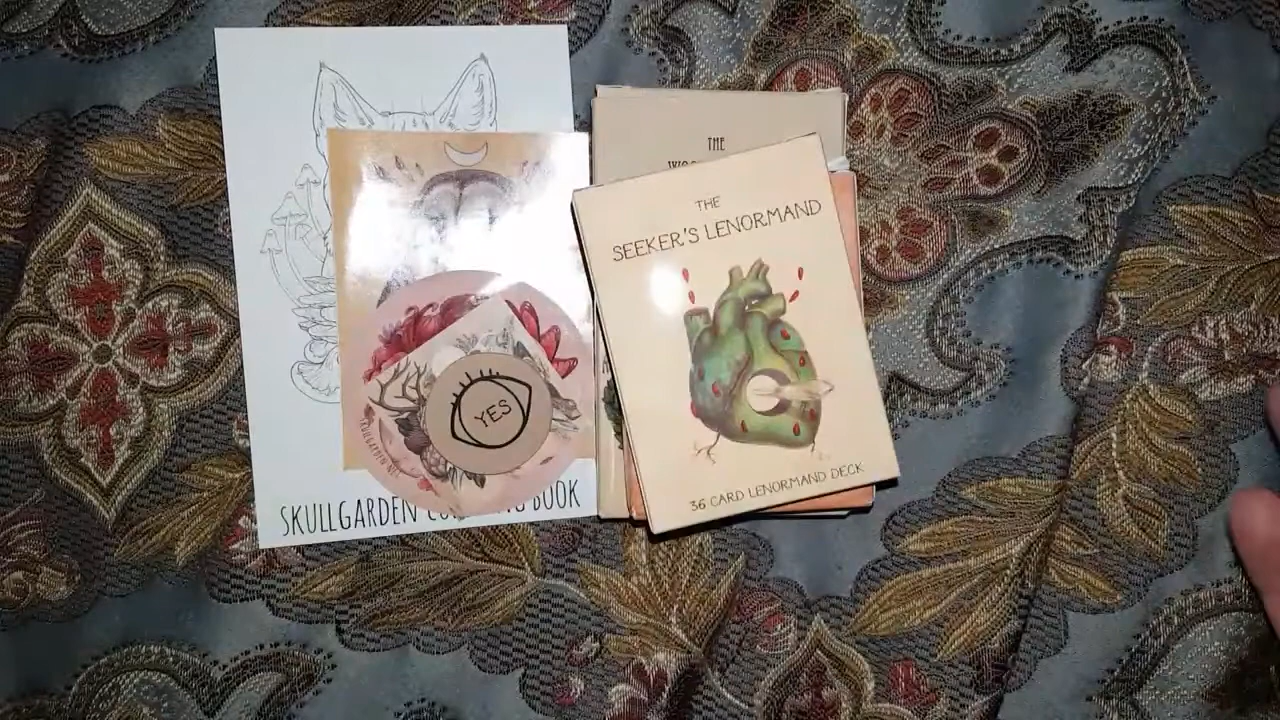 THE
THE
SEEKER'S LENORMAND
36 CARD LENORMAND DECK
YES
SKULLGARDEN BOOK